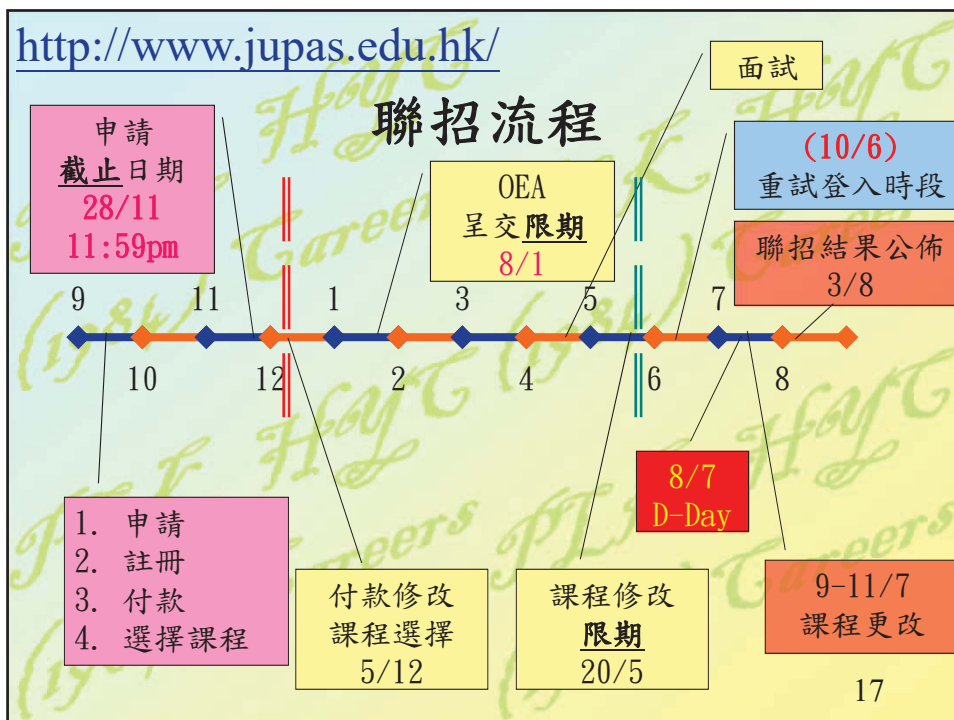 http://www.jupas.edu.hk/
聯招流程
申請
截止日期
28/11
11:59pm
OEA
呈交限期
8/1
面試
(10/6)
重試登入時段
聯招結果公佈
3/8
9
11
1
3
5
7
10
12
2
4
6
8
1. 申請
2. 註冊
3. 付款
4. 選擇課程
付款修改
課程選擇
5/12
課程修改
限期
20/5
8/7
D-Day
9-11/7
課程更改
17